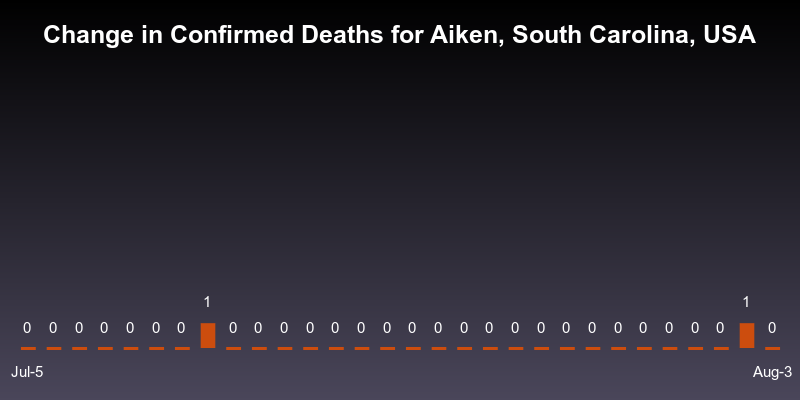 Change in Confirmed Deaths for Aiken, South Carolina, USA
1 1
0 0 0 0 0 0 0 0 0 0 0 0 0 0 0 0 0 0 0 0 0 0 0 0 0 0 0 0
Jul-5 Aug-3